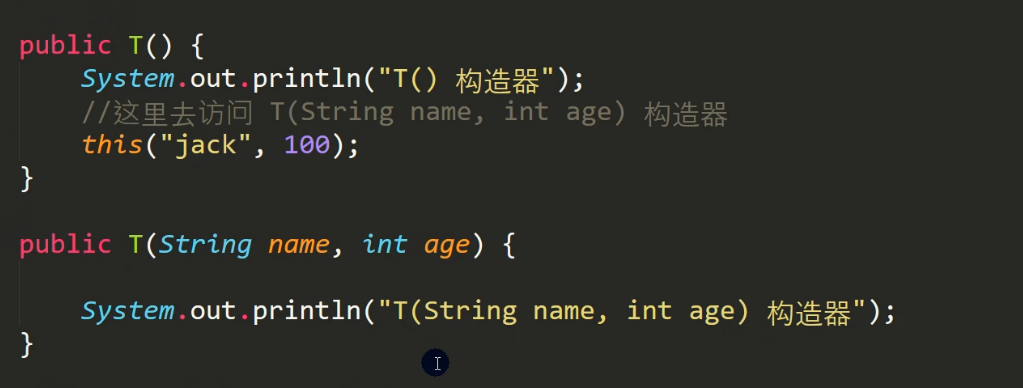 public T() {
System.out.println("T() 构造器");
//这里去访问 T(String name, int age) 构造器
this("jack", 100);
}
public T(String name, int age) {
System.out.println("T(String name, int age) 构造器");
}